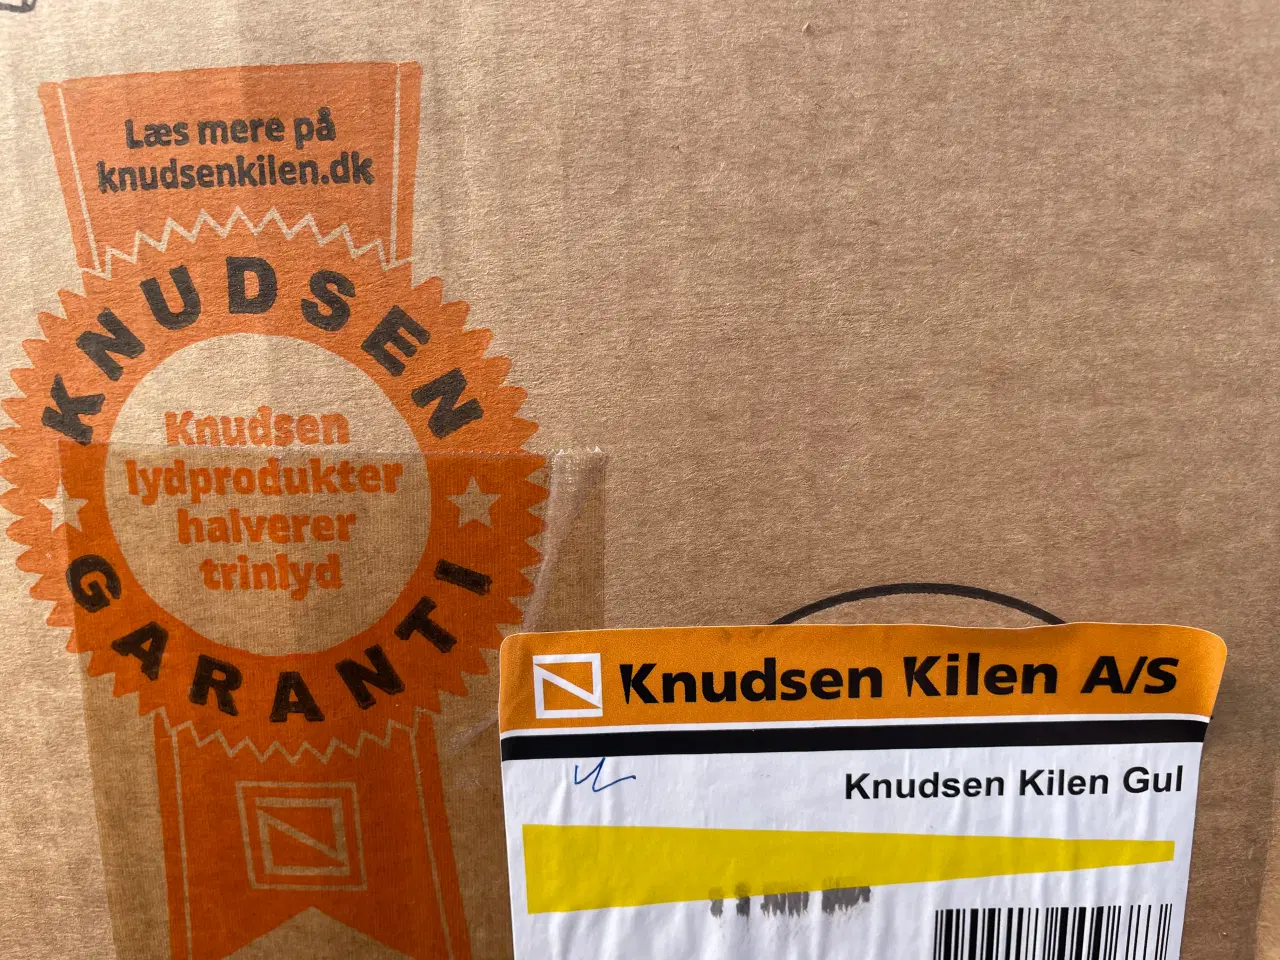 Læs mere på
knudsenkilen.dk
KNUDSEN
Knudsen
lydprodukter
halverer
trinlyd
GARANTI
Knudsen Kilen A/S
Knudsen Kilen Gul